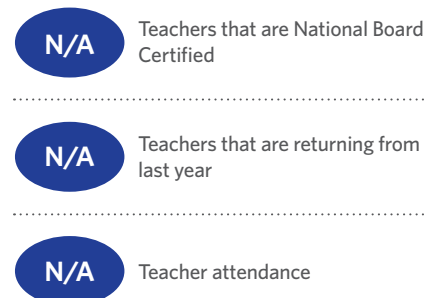 N/A
Teachers that are National Board
Certified
N/A
Teachers that are returning from
last year
N/A
Teacher attendance